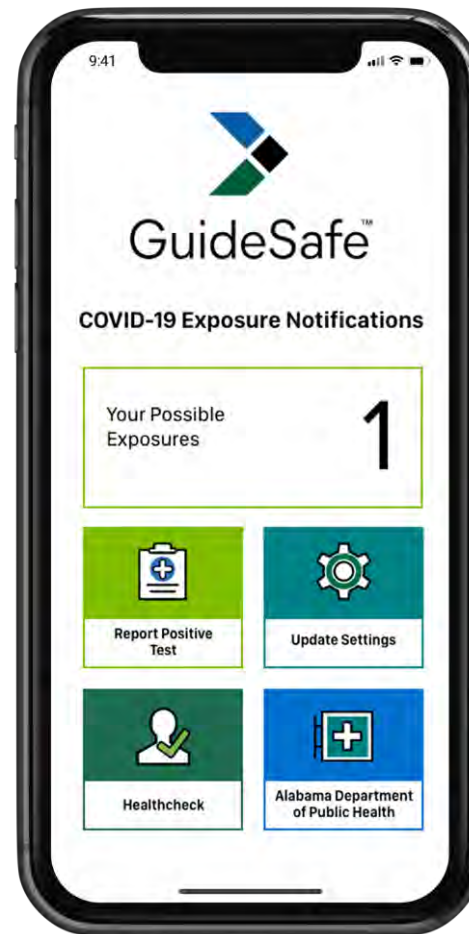 9:41
GuideSafe™
COVID-19 Exposure Notifications
Your Possible
Exposures
1
Report Positive
Test
Update Settings
Healthcheck
Alabama Department
of Public Health